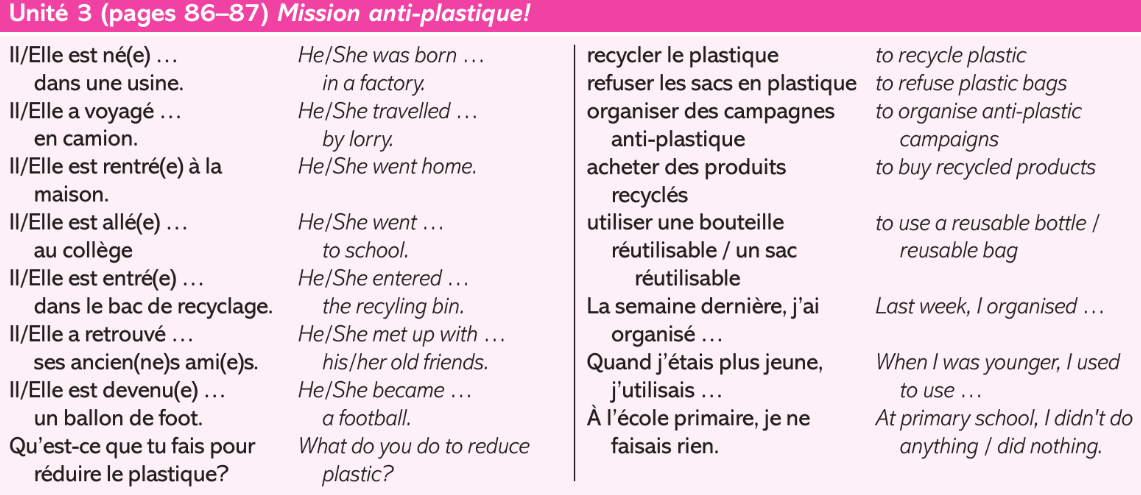 Unité 3 (pages 86–87) Mission anti-plastique!
Il/Elle est né(e) … He/She was born …
dans une usine. in a factory.
Il/Elle a voyagé … He/She travelled …
en camion. by lorry.
Il/Elle est rentré(e) à la He/She went home.
maison.
Il/Elle est allé(e) … He/She went …
au collège to school.
Il/Elle est entré(e) … He/She entered …
dans le bac de recyclage. the recyling bin.
Il/Elle a retrouvé … He/She met up with …
ses ancien(ne)s ami(e)s. his/her old friends.
Il/Elle est devenu(e) … He/She became …
un ballon de foot. a football.
Qu'est-ce que tu fais pour What do you do to reduce
réduire le plastique? plastic?
recycler le plastique to recycle plastic
refuser les sacs en plastique to refuse plastic bags
organiser des campagnes to organise anti-plastic
anti-plastique campaigns
acheter des produits to buy recycled products
recyclés
utiliser une bouteille to use a reusable bottle /
réutilisable / un sac reusable bag
réutilisable
La semaine dernière, j'ai Last week, I organised …
organisé …
Quand j'étais plus jeune, When I was younger, I used
j'utilisais … to use …
À l'école primaire, je ne At primary school, I didn't do
faisais rien. anything / did nothing.